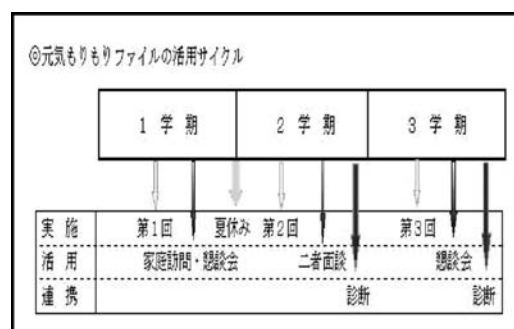 ◎元気もりもりファイルの活用サイクル
1 学 期 2 学 期 3 学 期
実 施 第1回 夏休み 第2回 第3回
活 用 家庭訪問・懇談会 二者面談 懇談会
連 携 診断 診断